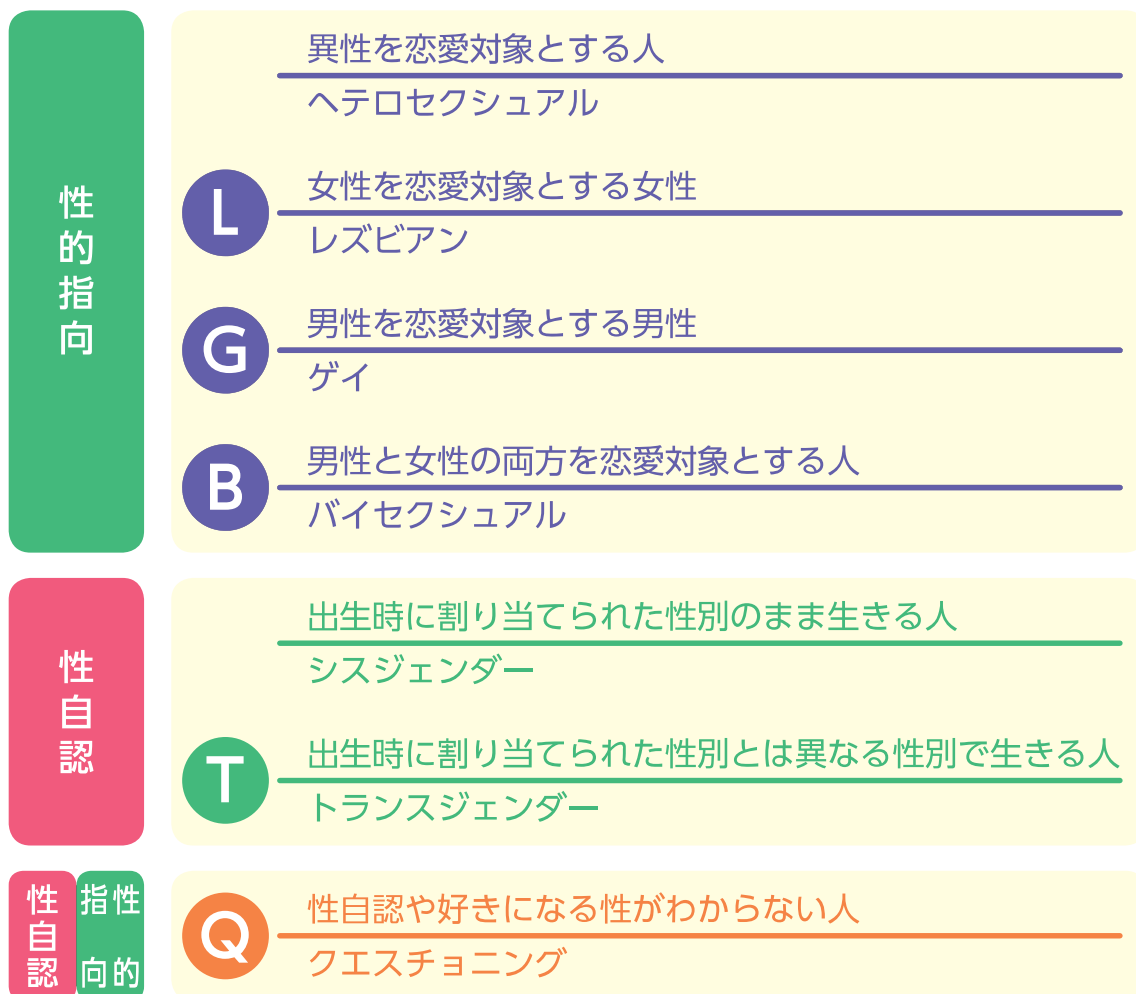 性的指向
異性を恋愛対象とする人
ヘテロセクシュアル
L
女性を恋愛対象とする女性
レズビアン
G
男性を恋愛対象とする男性
ゲイ
B
男性と女性の両方を恋愛対象とする人
バイセクシュアル
性自認
出生時に割り当てられた性別のまま生きる人
シスジェンダー
T
出生時に割り当てられた性別とは異なる性別で生きる人
トランスジェンダー
性的指向
性自認
Q
性自認や好きになる性がわからない人
クエスチョニング